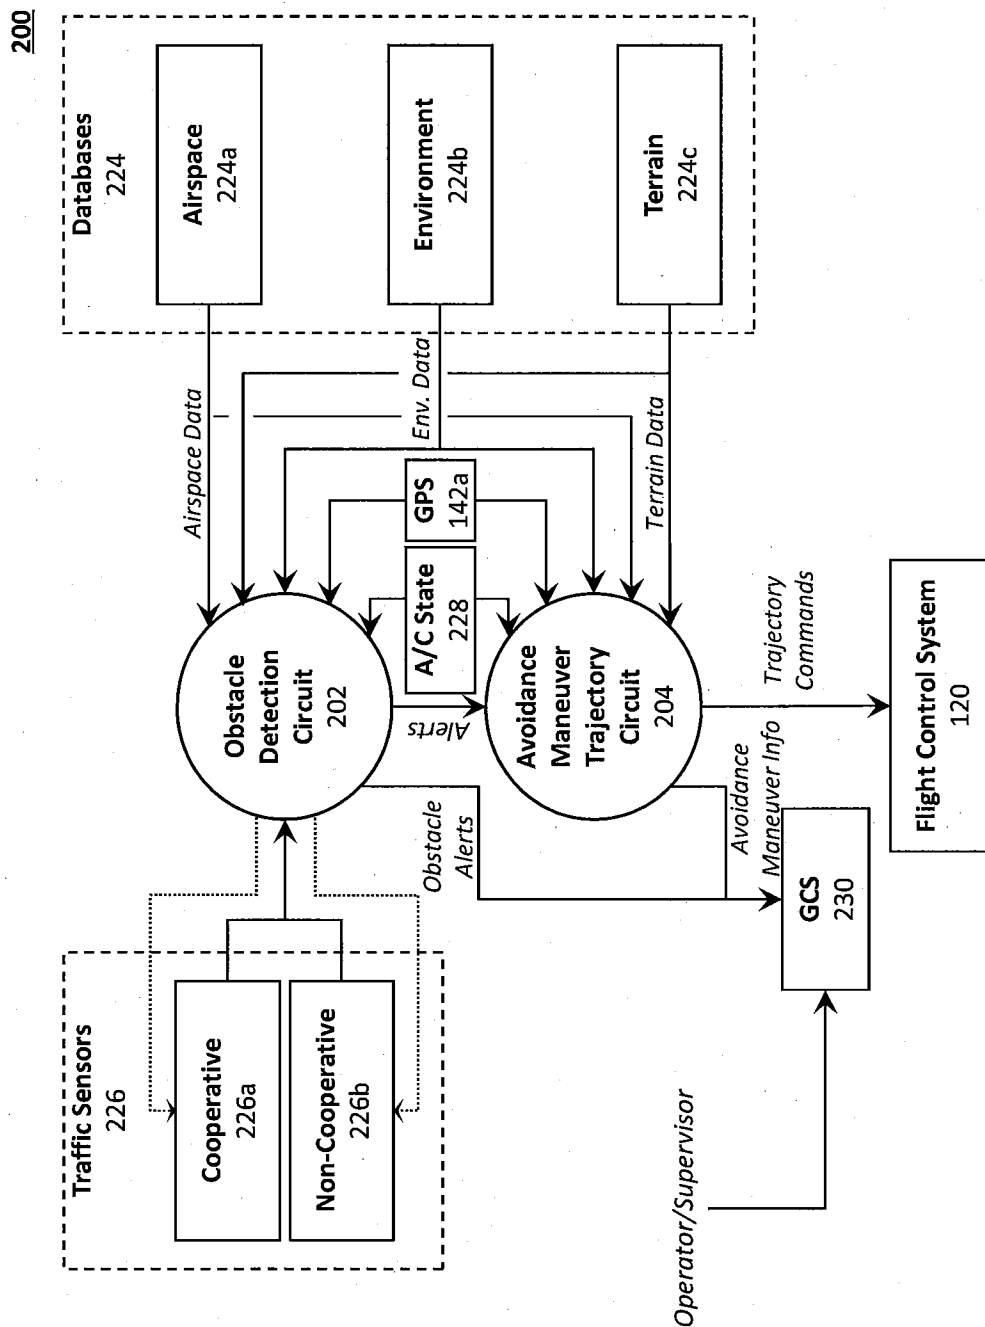 200
Traffic Sensors
226
Cooperative
226a
Non-Cooperative
226b
Obstacle
Detection
Circuit
202
Databases
224
Airspace
224a
Environment
224b
Terrain
224c
Airspace Data
Env. Data
Terrain Data
A/C State
228
GPS
142a
Alerts
Obstacle
Alerts
Avoidance
Maneuver
Trajectory
Circuit
204
Avoidance
Maneuver Info
Trajectory
Commands
Operator/Supervisor
GCS
230
Flight Control System
120